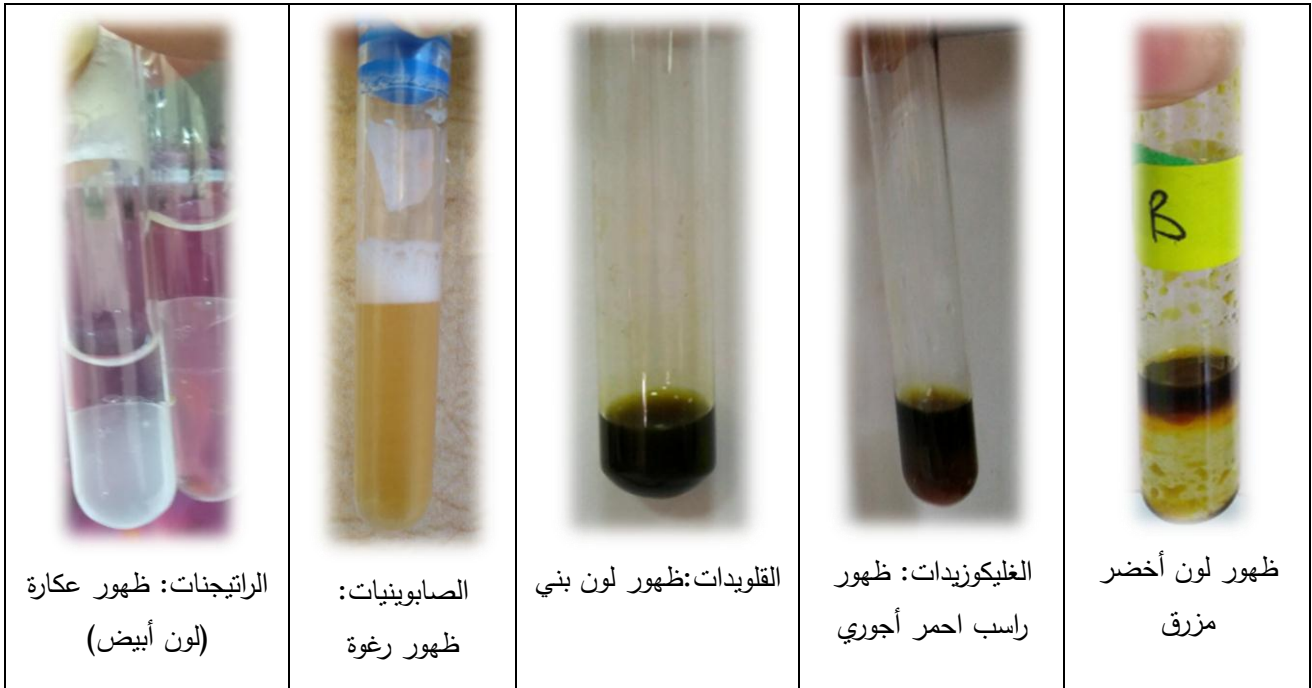 B
ظهور لون أخضر
مزرق
الغليكوزيدات: ظهور
راسب احمر أجوري
القلويدات:ظهور لون بني
الصابوينيات:
ظهور رغوة
الراتيجنات: ظهور عكارة
(لون أبيض)